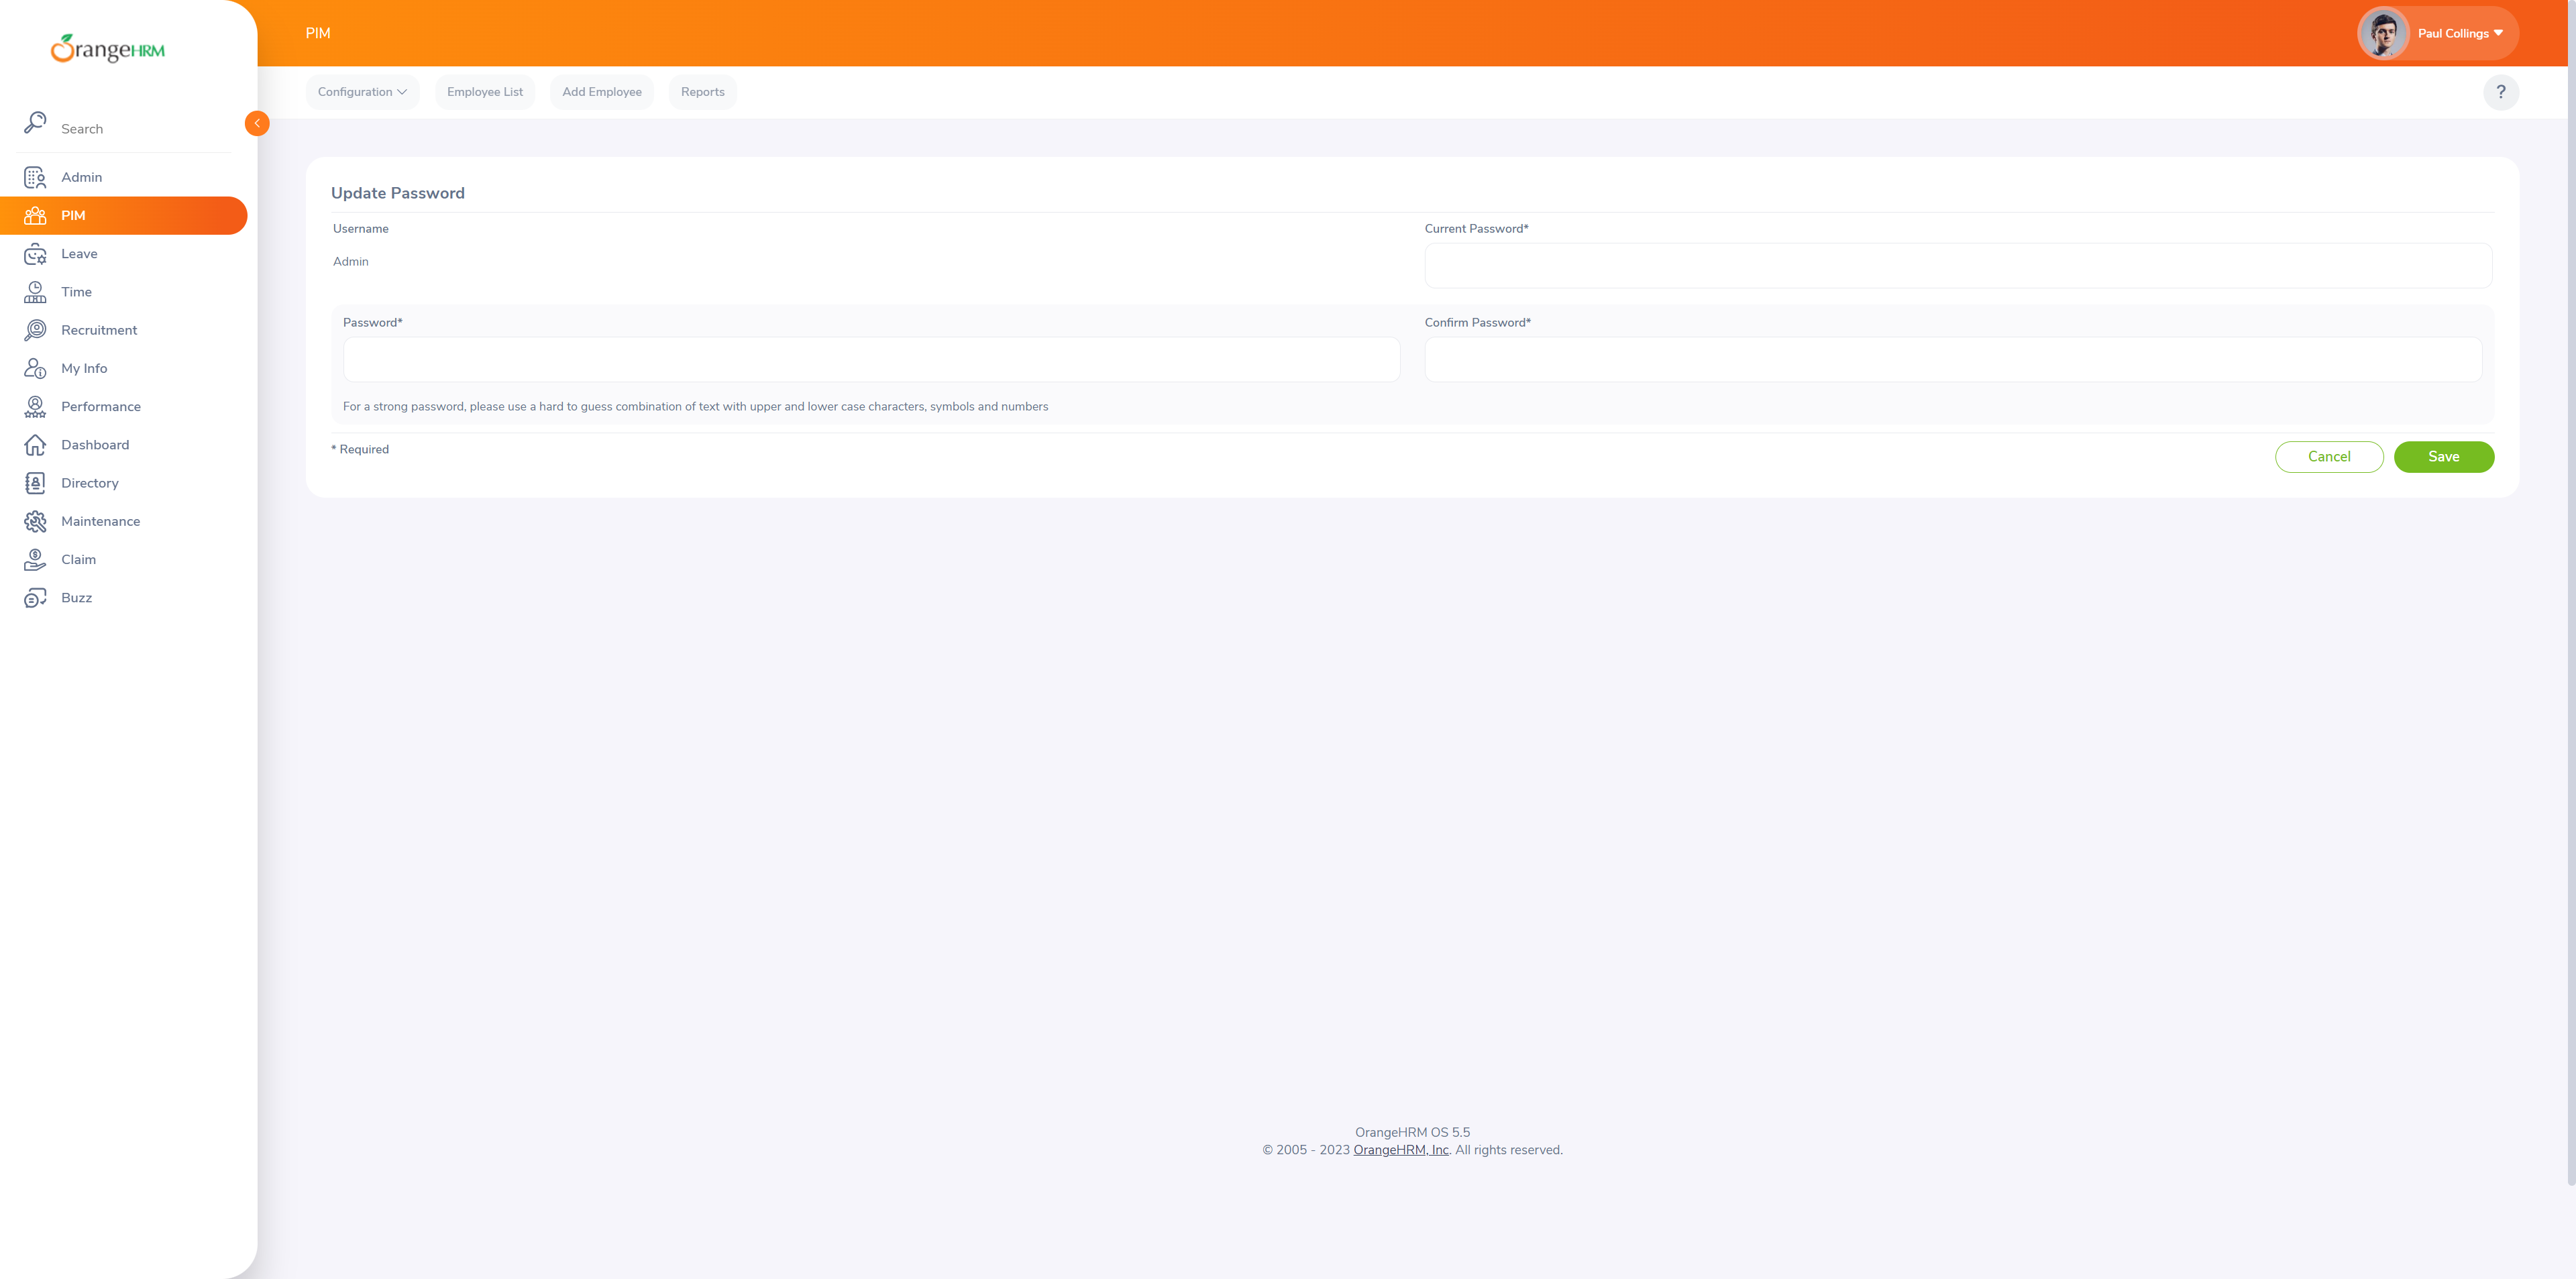 OrangeHRM
PIM
Paul Collings
Configuration
Employee List
Add Employee
Reports
?
Search
Admin
PIM
Leave
Time
Recruitment
My Info
Performance
Dashboard
Directory
Maintenance
Claim
Buzz
Update Password
Username
Admin
Current Password*
Password*
Confirm Password*
For a strong password, please use a hard to guess combination of text with upper and lower case characters, symbols and numbers
* Required
Cancel
Save
OrangeHRM OS 5.5
© 2005 - 2023 OrangeHRM, Inc. All rights reserved.